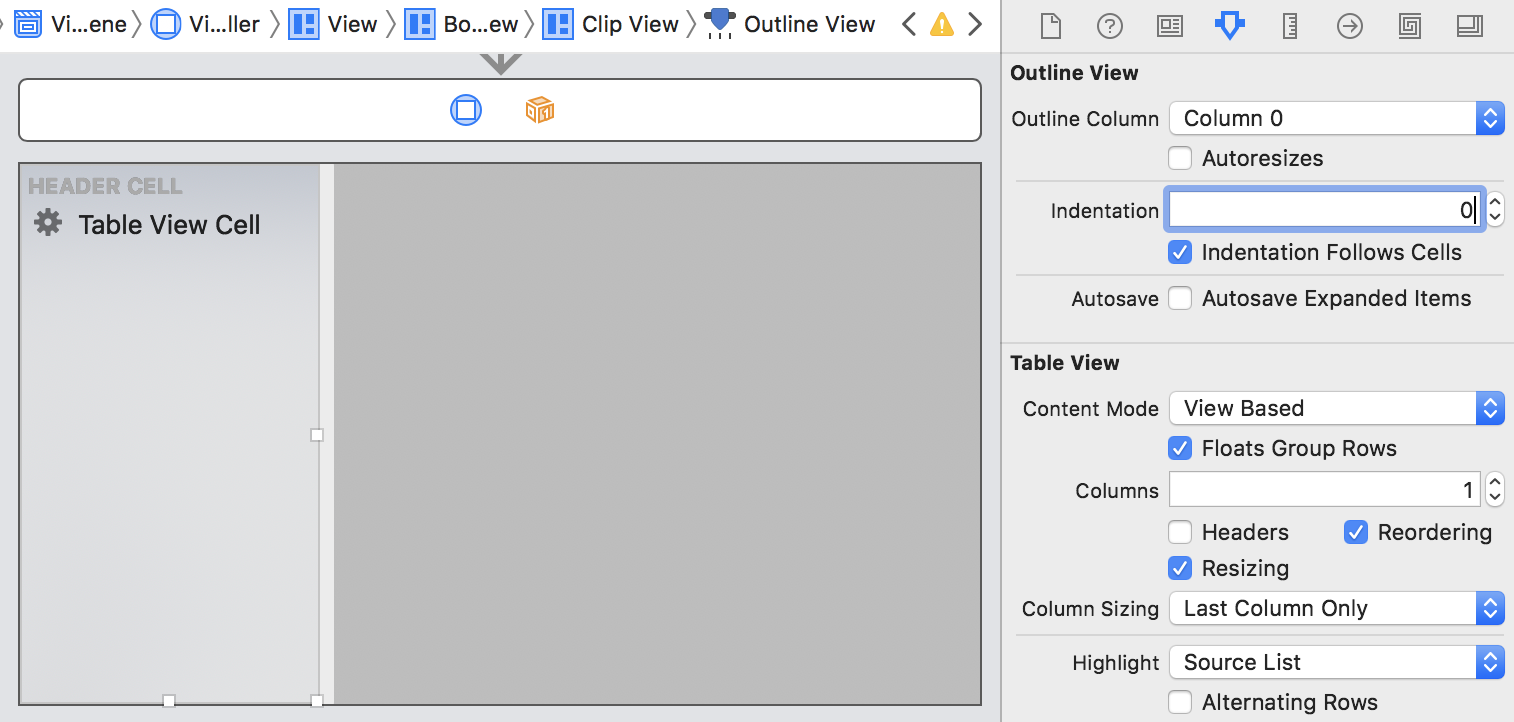 Vi...ene Vi...ller View Bo...ew Clip View Outline View
HEADER CELL
Table View Cell
Outline View
Outline Column Column 0
Autoresizes
Indentation 0
Indentation Follows Cells
Autosave Autosave Expanded Items
Table View
Content Mode View Based
Floats Group Rows
Columns 1
Headers Reordering
Resizing
Column Sizing Last Column Only
Highlight Source List
Alternating Rows